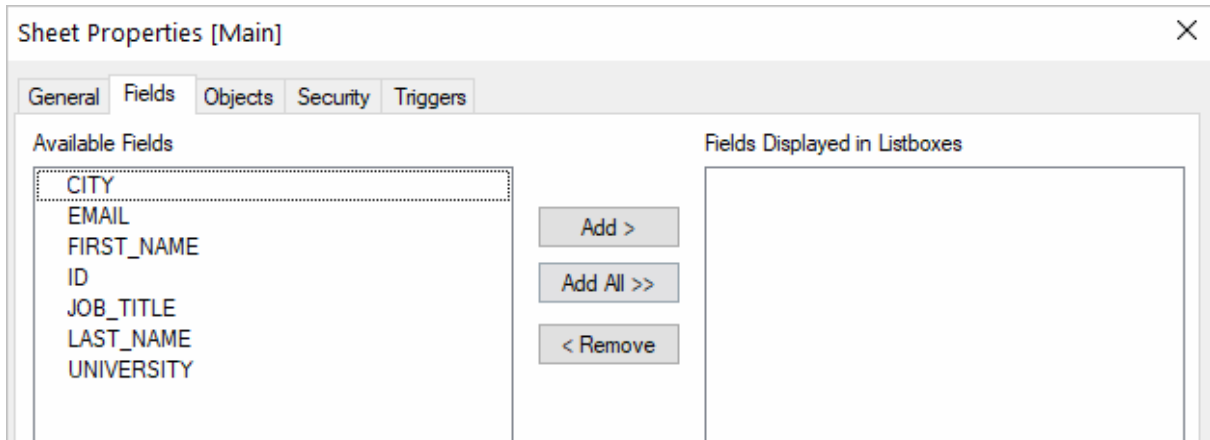 Sheet Properties [Main]
General Fields Objects Security Triggers
Available Fields
Fields Displayed in Listboxes
CITY
EMAIL
FIRST_NAME
ID
JOB_TITLE
LAST_NAME
UNIVERSITY
Add >
Add All >>
< Remove